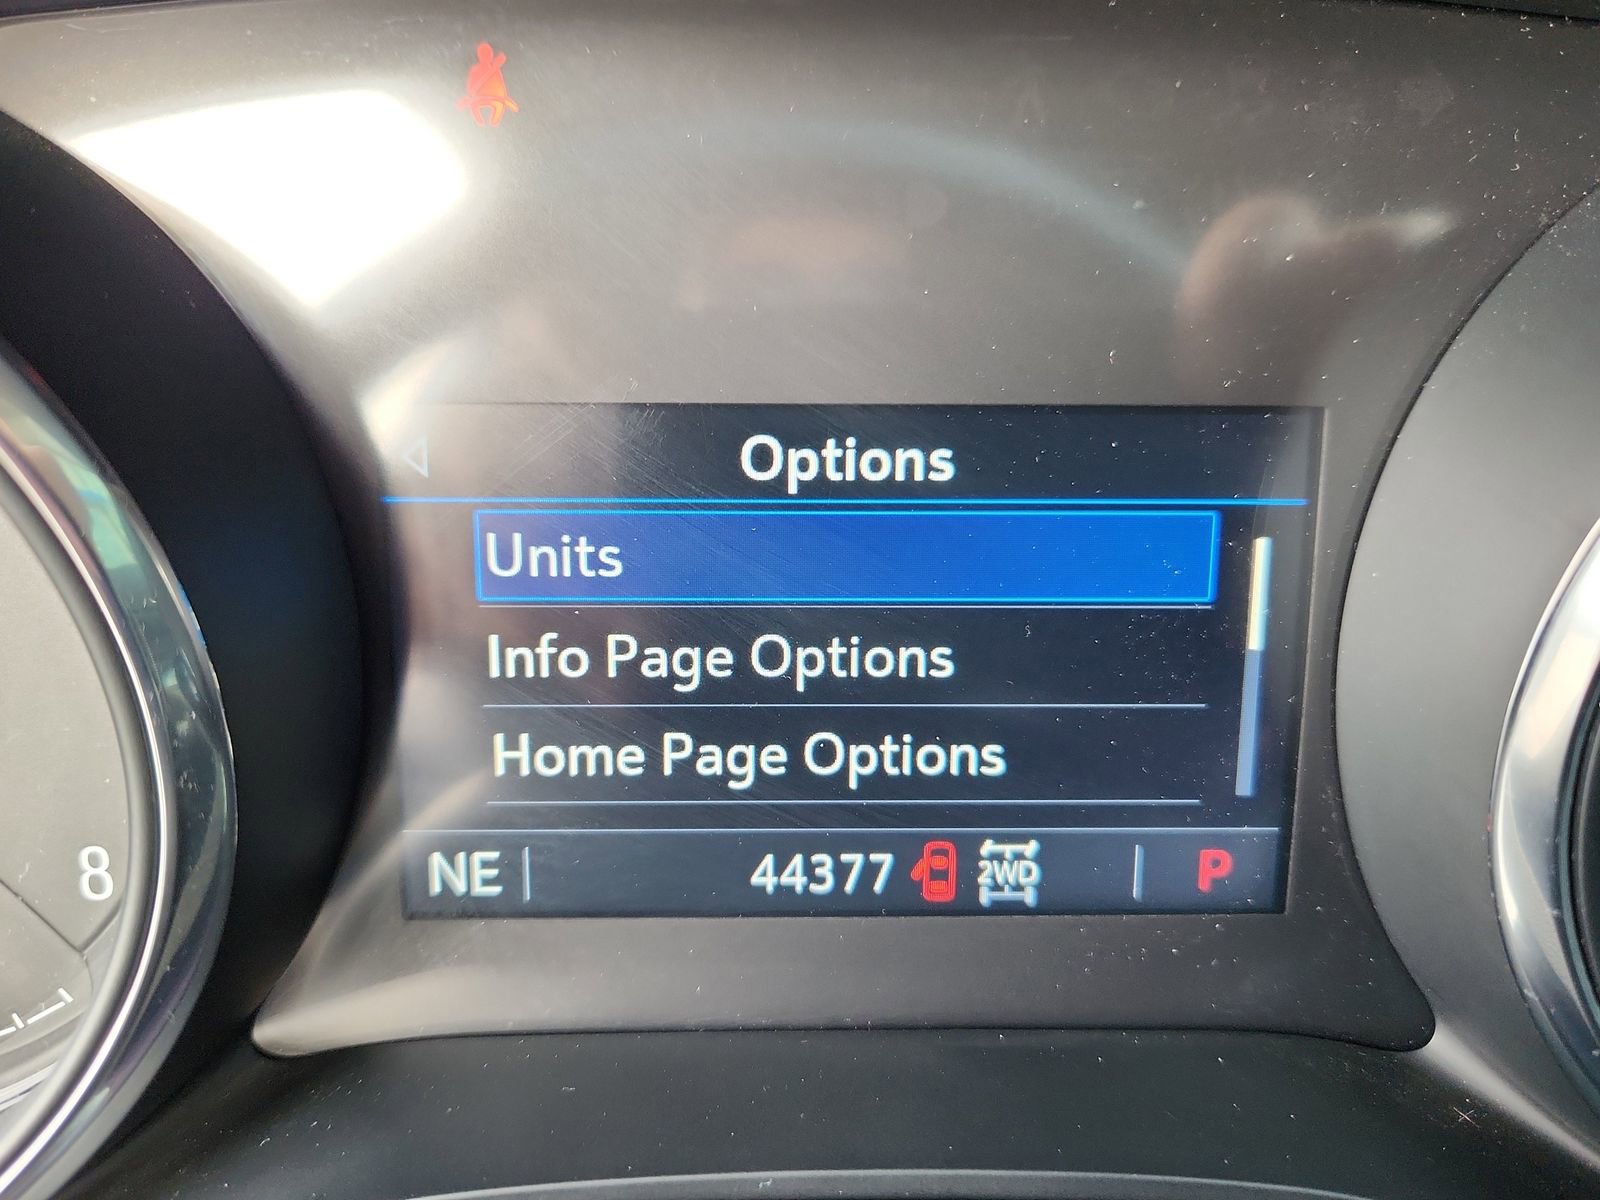 Options
Units
Info Page Options
Home Page Options
8
NE 44377 2WD P